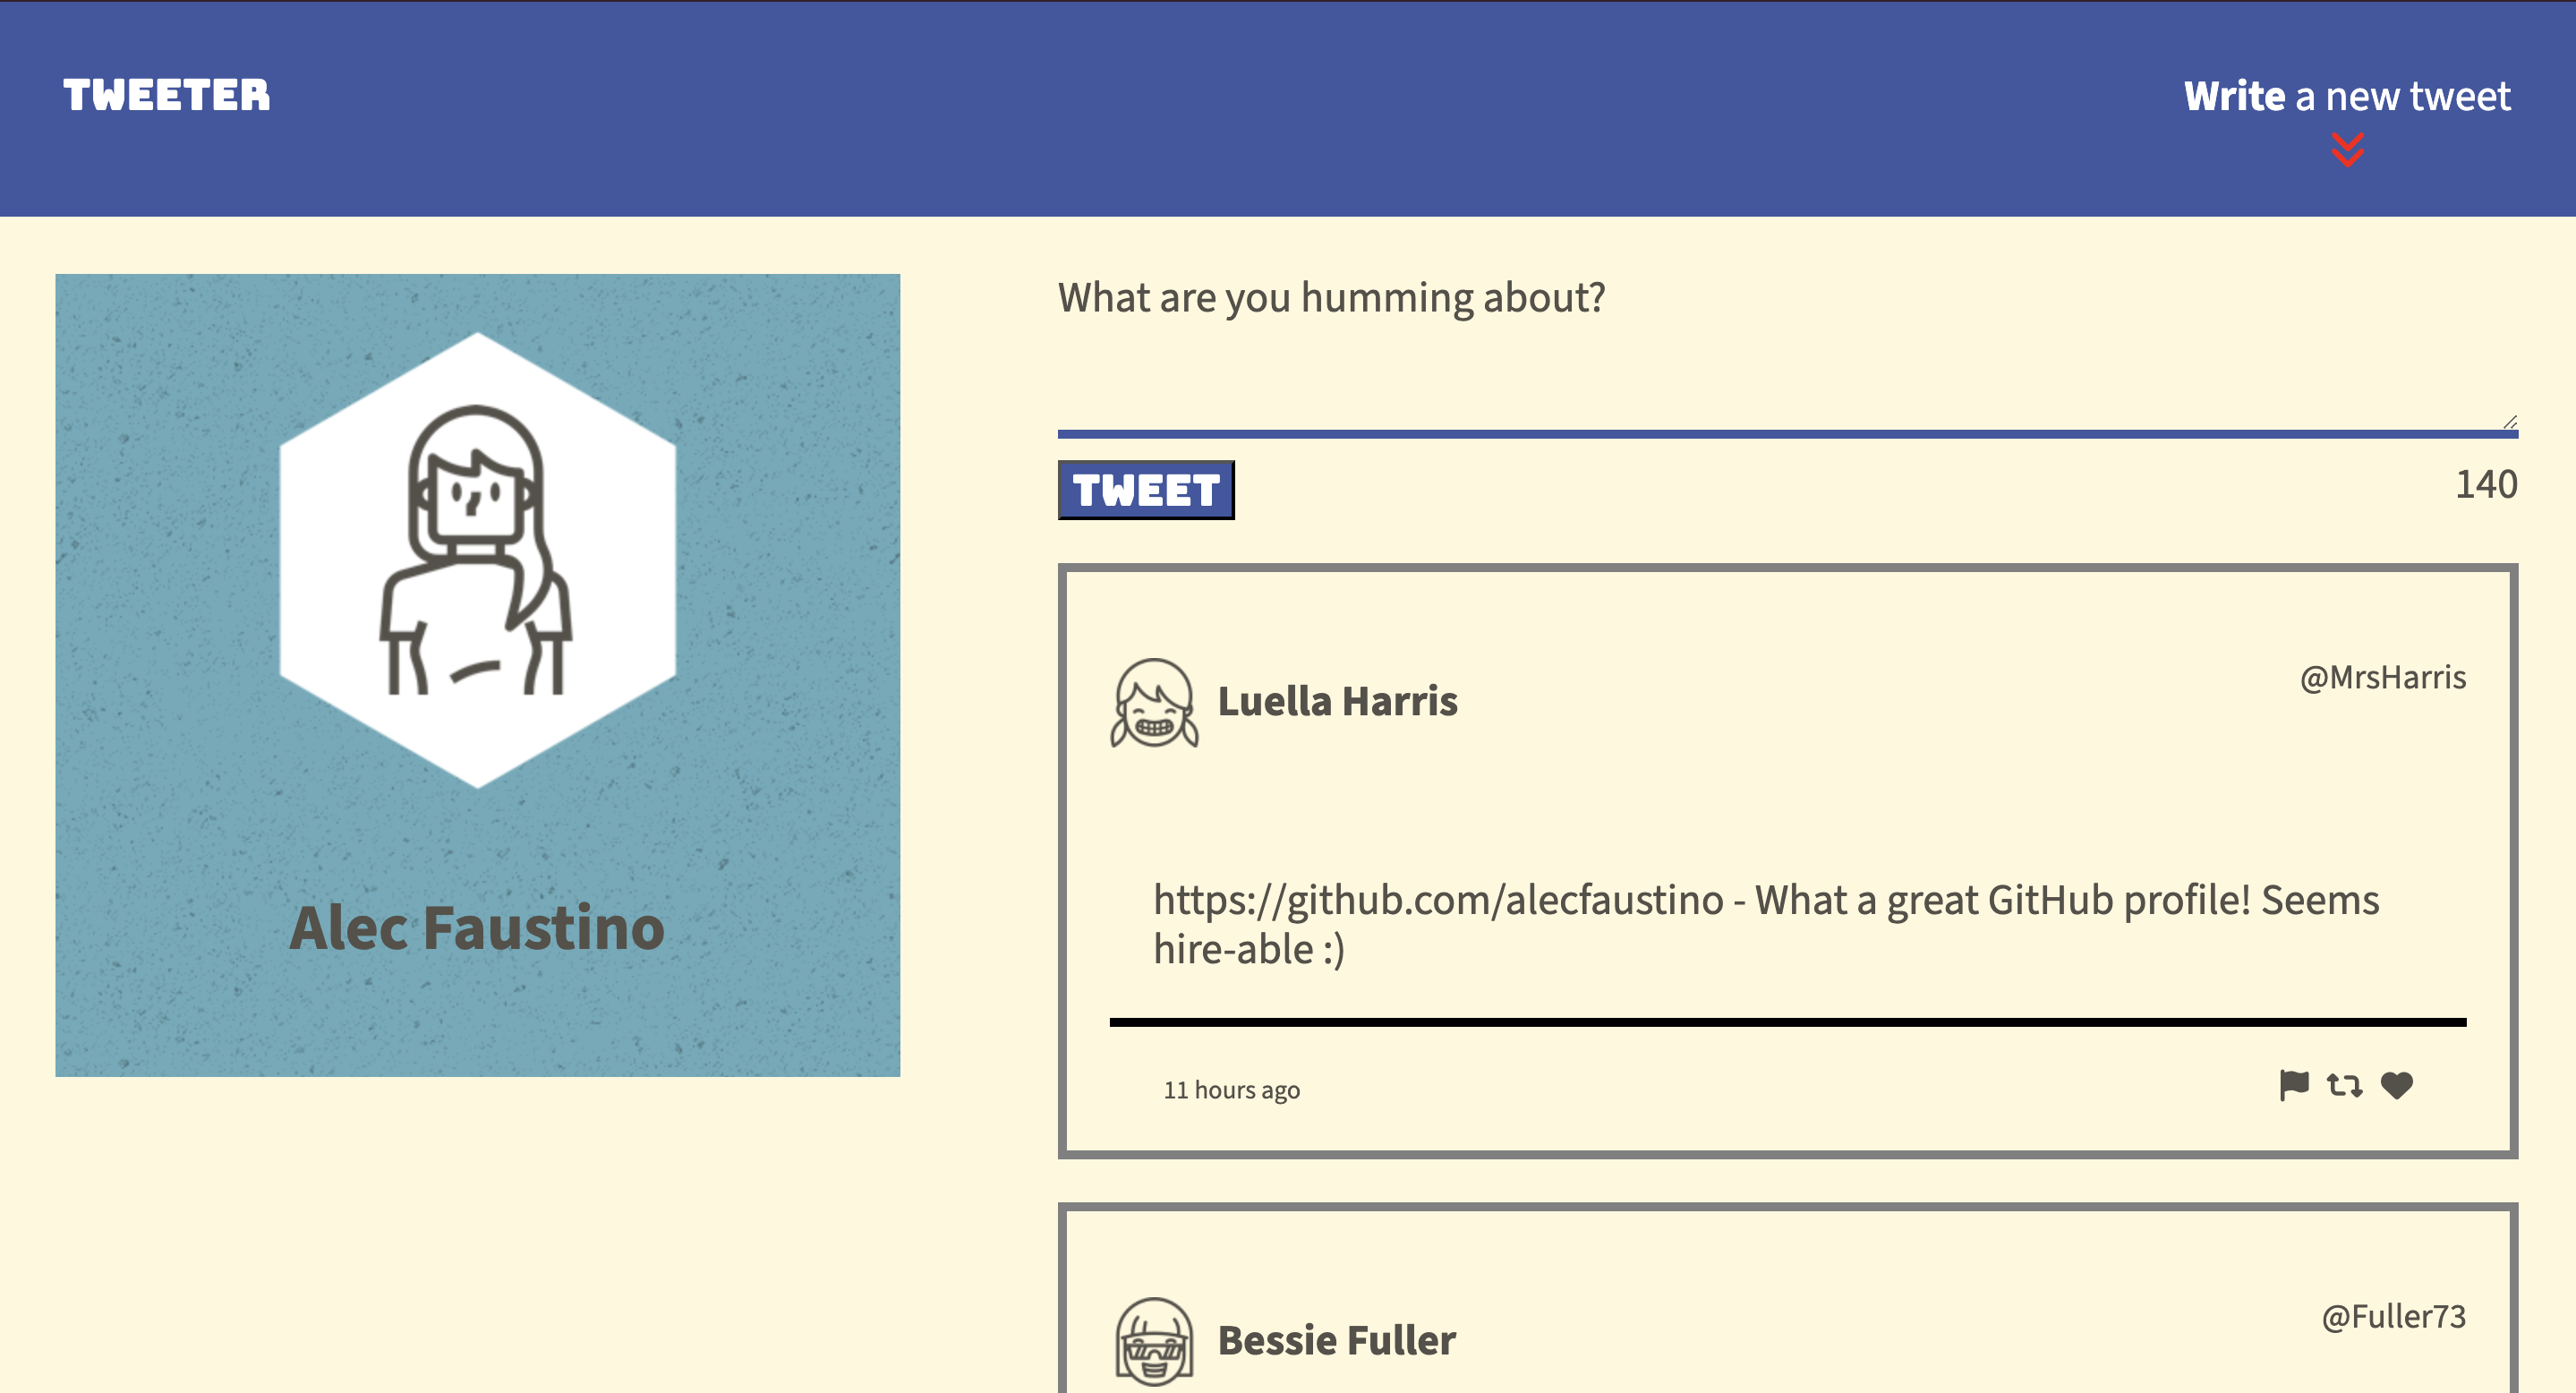 TWEETER
Write a new tweet
Alec Faustino
What are you humming about?
TWEET
140
Luella Harris
@MrsHarris
https://github.com/alecfaustino - What a great GitHub profile! Seems
hire-able :)
11 hours ago
Bessie Fuller
@Fuller73